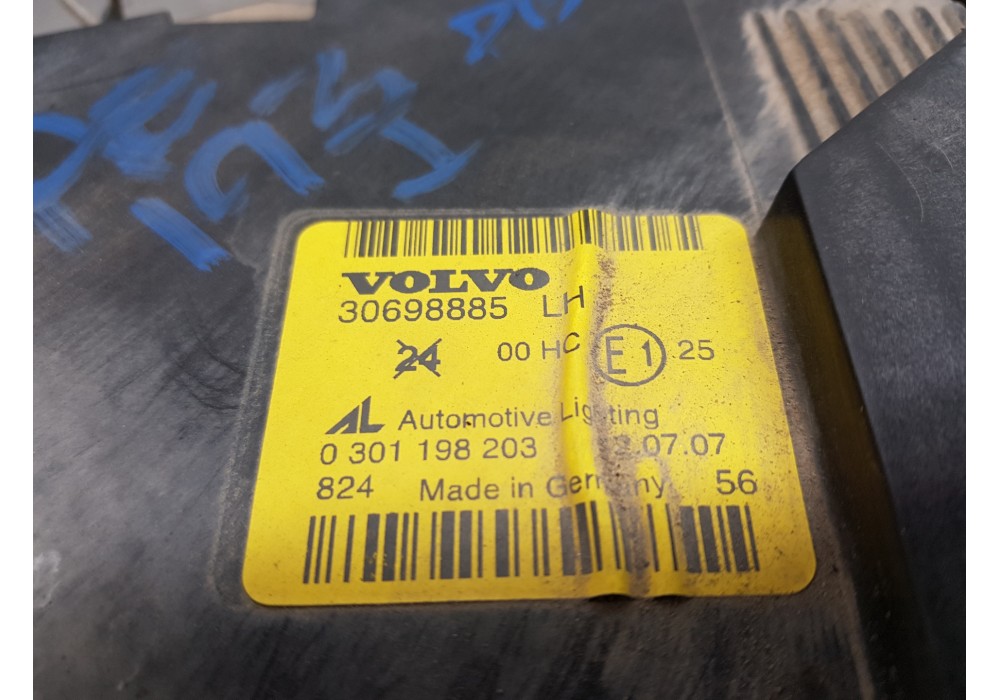 VOLVO
30698885 LH
24 00 HC E1 25
AL Automotive Lighting
0 301 198 203 .07.07
824 Made in Germany 56